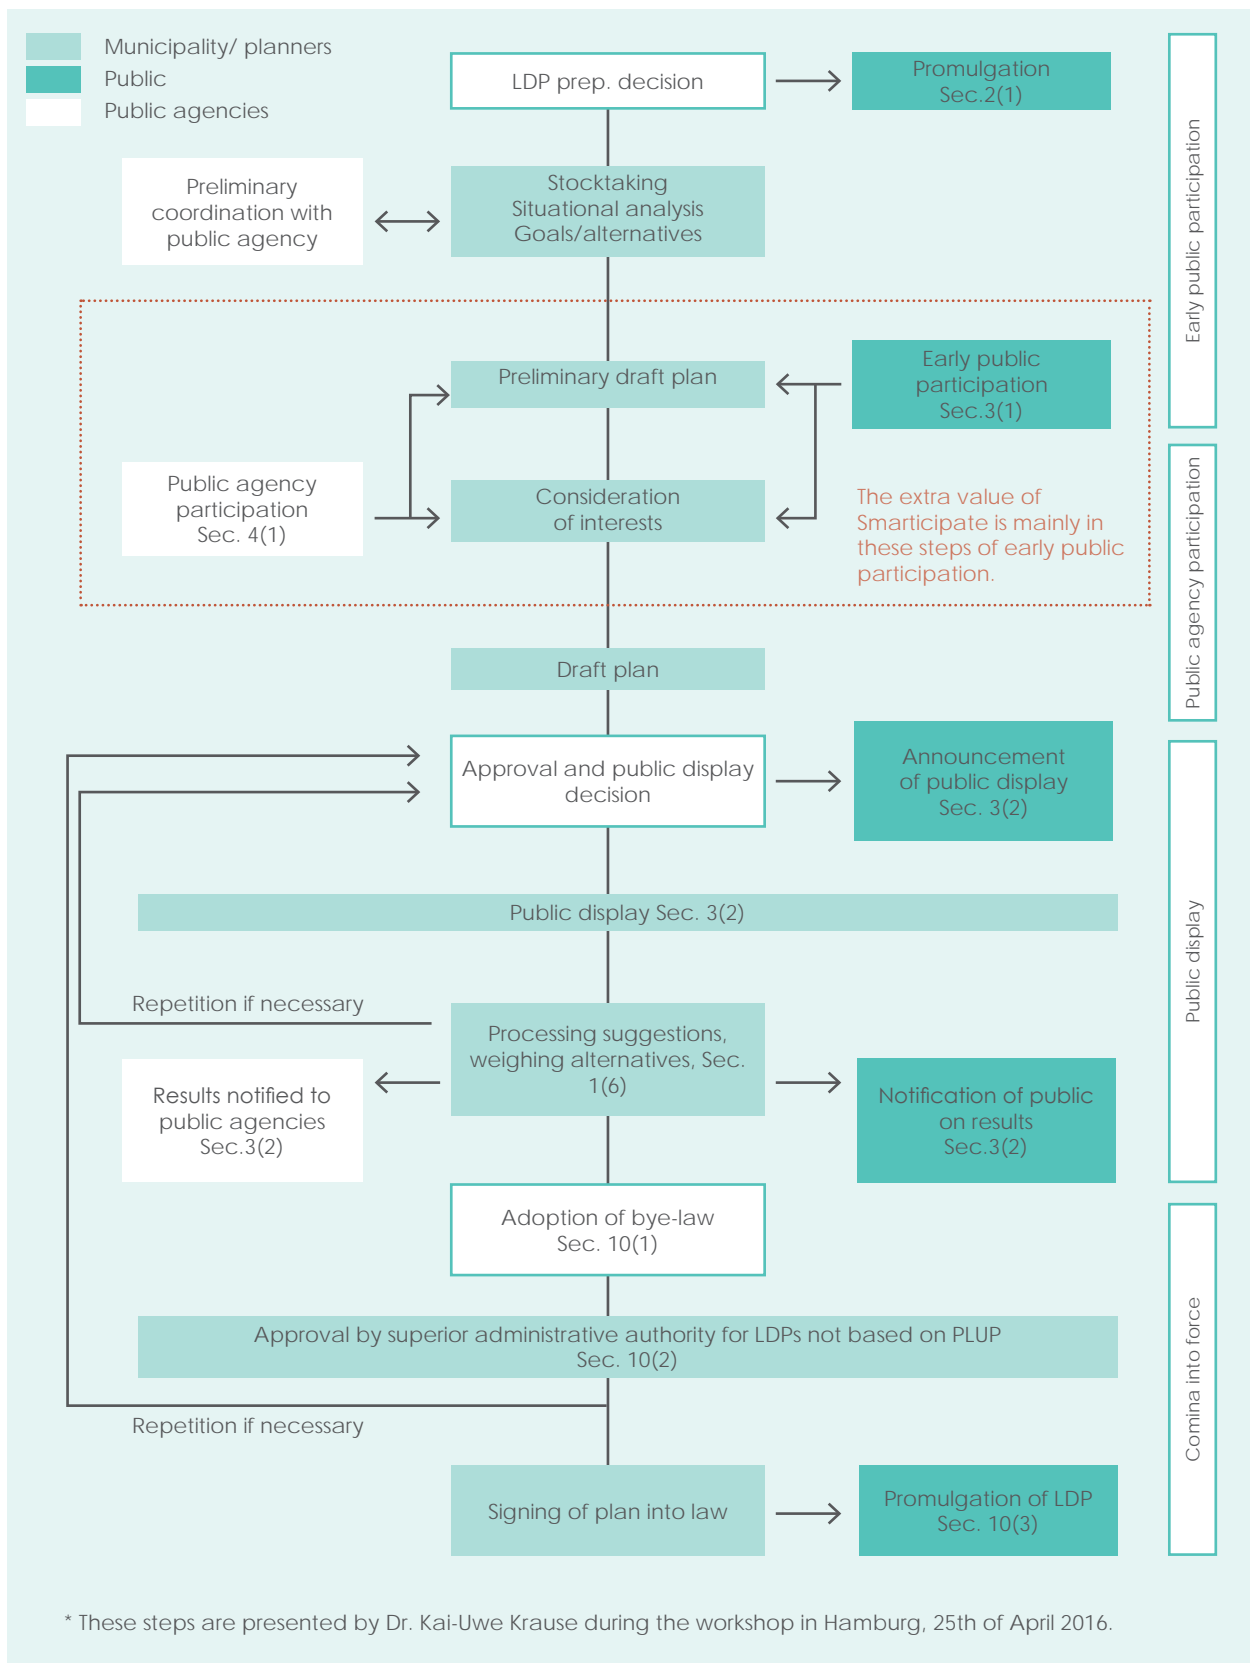 Municipality/ planners
Public
Public agencies
LDP prep. decision
Promulgation
Sec.2(1)
Preliminary
coordination with
public agency
Stocktaking
Situational analysis
Goals/alternatives
Early public participation
Preliminary draft plan
Early public
participation
Sec.3(1)
Public agency
participation
Sec. 4(1)
Consideration
of interests
The extra value of
Smarticipate is mainly in
these steps of early public
participation.
Public agency participation
Draft plan
Approval and public display
decision
Announcement
of public display
Sec. 3(2)
Public display Sec. 3(2)
Public display
Repetition if necessary
Processing suggestions,
weighing alternatives, Sec.
1(6)
Results notified to
public agencies
Sec.3(2)
Notification of public
on results
Sec.3(2)
Adoption of bye-law
Sec. 10(1)
Approval by superior administrative authority for LDPs not based on PLUP
Sec. 10(2)
Comina into force
Repetition if necessary
Signing of plan into law
Promulgation of LDP
Sec. 10(3)
* These steps are presented by Dr. Kai-Uwe Krause during the workshop in Hamburg, 25th of April 2016.